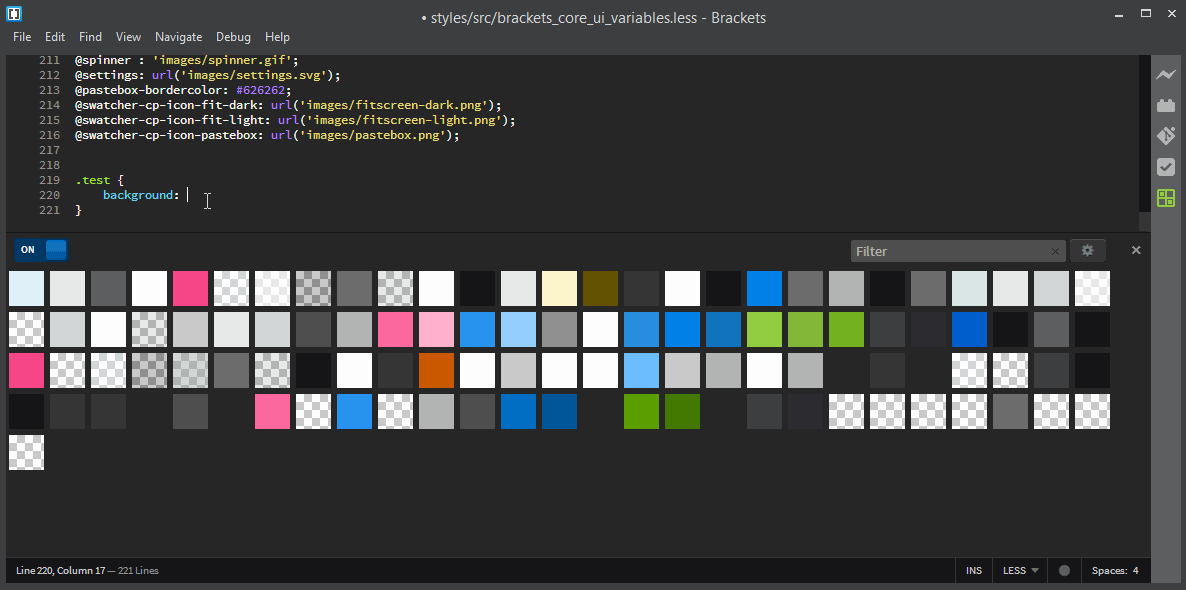 • styles/src/brackets_core_ui_variables.less - Brackets
File Edit Find View Navigate Debug Help
211 @spinner : 'images/spinner.gif';
212 @settings: url('images/settings.svg');
213 @pastebox-bordercolor: #626262;
214 @swatcher-cp-icon-fit-dark: url('images/fitscreen-dark.png');
215 @swatcher-cp-icon-fit-light: url('images/fitscreen-light.png');
216 @swatcher-cp-icon-pastebox: url('images/pastebox.png');
217
218
219 .test {
220 background:
221 }
ON Filter
Line 220, Column 17 — 221 Lines INS LESS Spaces: 4